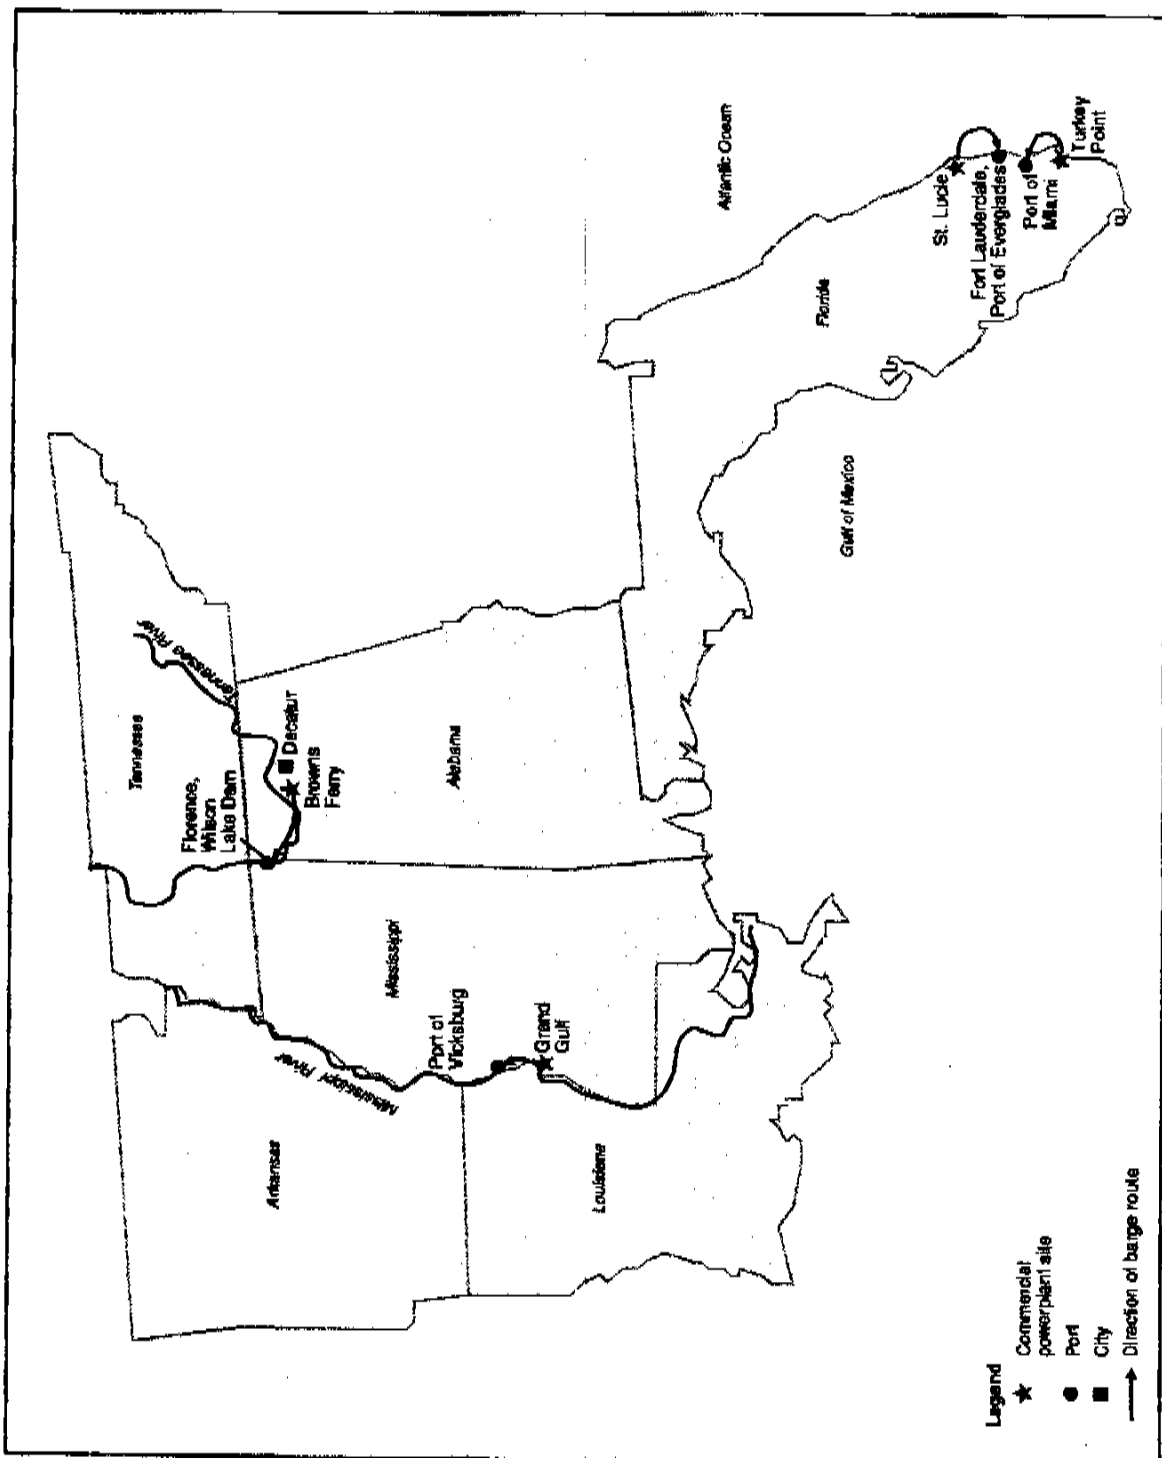 Tennessee
Tennessee River
Florence,
Wilson
Lake Dam
Decatur
Browns
Ferry
Arkansas
Mississippi River
Mississippi
Alabama
Port of
Vicksburg
Grand
Gulf
Louisiana
Atlantic Ocean
Florida
Gulf of Mexico
St. Lucie
Fort Lauderdale,
Port of Everglades
Port of
Miami
Turkey
Point
Legend
Commercial
powerplant site
Port
City
Direction of barge route